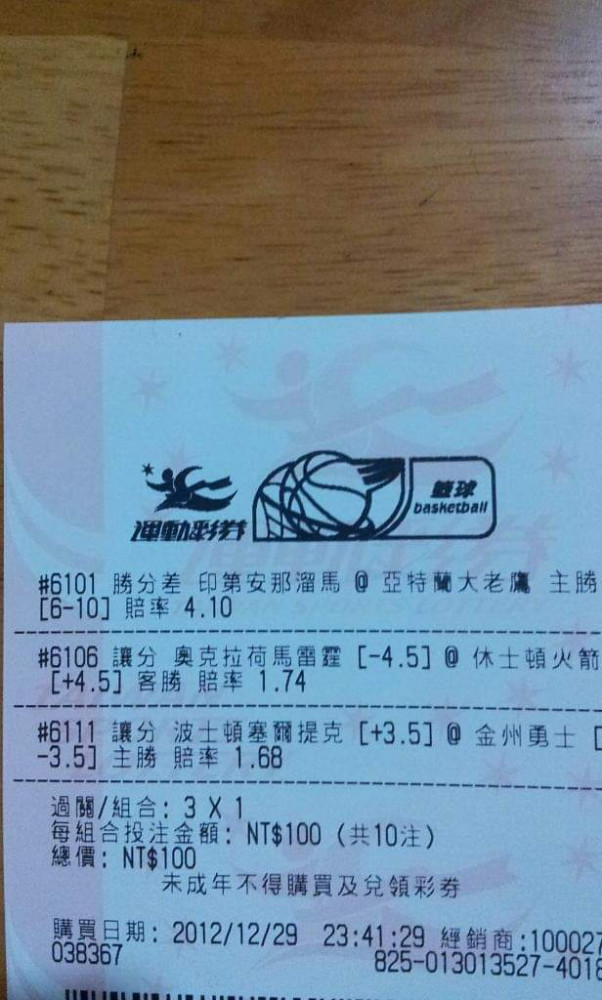 運動彩券
籃球
basketball
#6101 勝分差 印第安那溜馬 @ 亞特蘭大老鷹 主勝
[6-10] 賠率 4.10
#6106 讓分 奧克拉荷馬雷霆 [-4.5] @ 休士頓火箭
[+4.5] 客勝 賠率 1.74
#6111 讓分 波士頓塞爾提克 [+3.5] @ 金州勇士 [
-3.5] 主勝 賠率 1.68
過關/組合: 3 X 1
每組合投注金額: NT$100 (共10注)
總價: NT$100
未成年不得購買及兌領彩券
購買日期: 2012/12/29 23:41:29 經銷商:100027
038367 825-013013527-4018